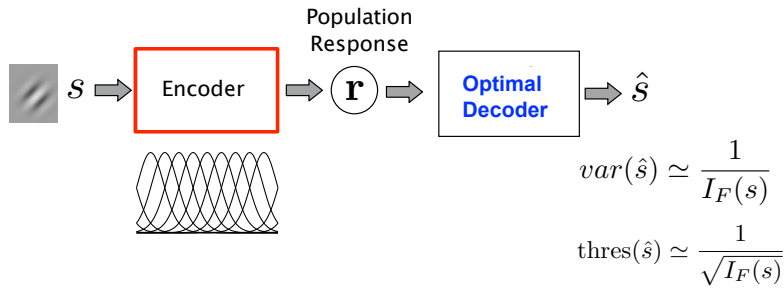 Population
Response
s
Encoder
r
Optimal
Decoder
ŝ
var(ŝ) ≃ 1 / I_F(s)
thres(ŝ) ≃ 1 / √I_F(s)